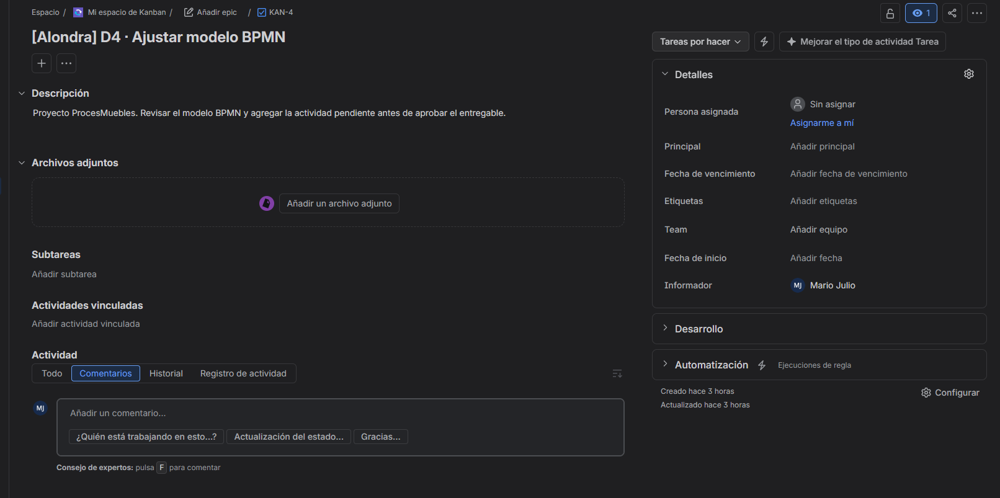 Espacio / Mi espacio de Kanban / Añadir epic / KAN-4
1
[Alondra] D4 · Ajustar modelo BPMN
Tareas por hacer
Mejorar el tipo de actividad Tarea
Descripción
Proyecto ProcesMuebles. Revisar el modelo BPMN y agregar la actividad pendiente antes de aprobar el entregable.
Archivos adjuntos
Añadir un archivo adjunto
Subtareas
Añadir subtarea
Actividades vinculadas
Añadir actividad vinculada
Actividad
Todo Comentarios Historial Registro de actividad
MJ
Añadir un comentario...
¿Quién está trabajando en esto...? Actualización del estado... Gracias...
Consejo de expertos: pulsa F para comentar
Detalles
Persona asignada Sin asignar
Asignarme a mí
Principal Añadir principal
Fecha de vencimiento Añadir fecha de vencimiento
Etiquetas Añadir etiquetas
Team Añadir equipo
Fecha de inicio Añadir fecha
Informador MJ Mario Julio
Desarrollo
Automatización Ejecuciones de regla
Creado hace 3 horas
Configurar
Actualizado hace 3 horas